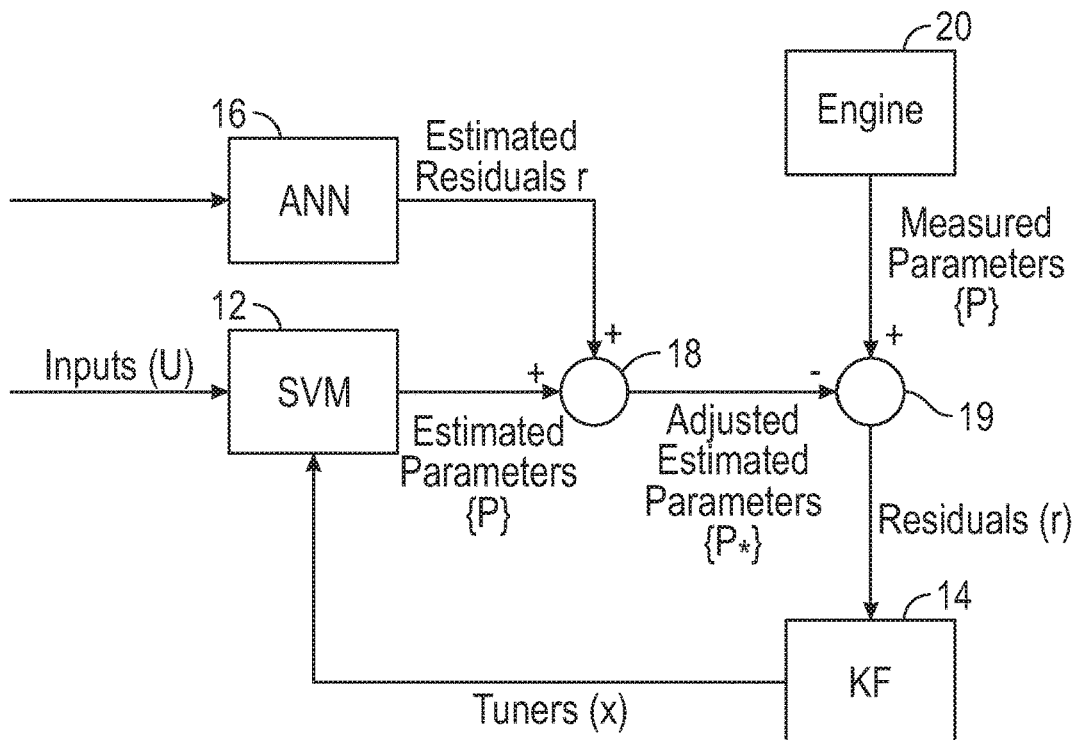 20
Engine
16
ANN
Estimated
Residuals r
Measured
Parameters
{P}
12
Inputs (U)
SVM
+
+
18
+
-
19
Estimated
Parameters
{P}
Adjusted
Estimated
Parameters
{P*}
Residuals (r)
14
KF
Tuners (x)